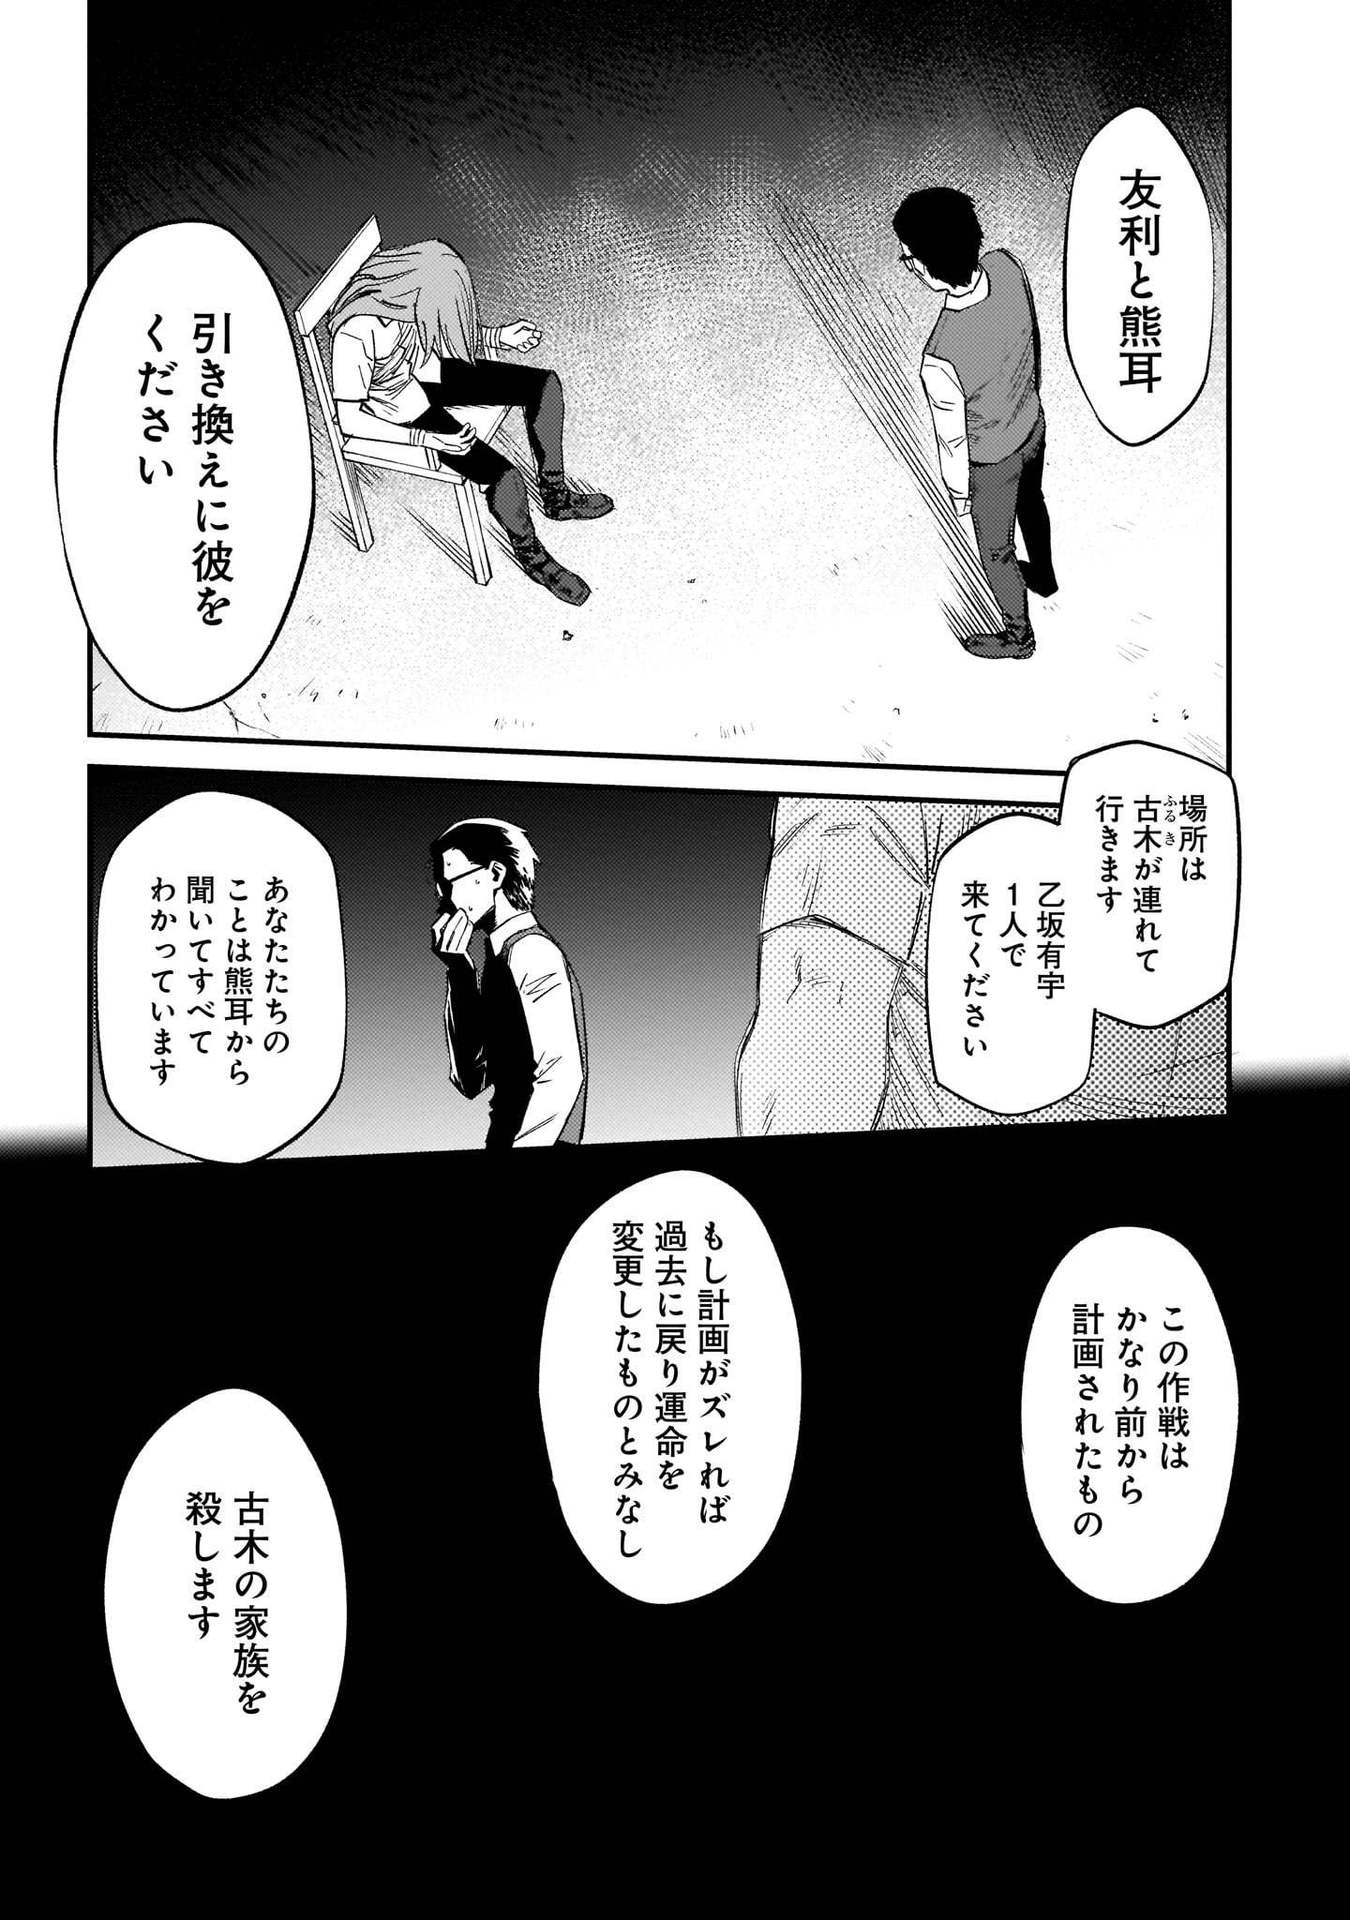 友利と熊耳
引き換えに彼を
ください
場所は
古木が連れて
ふるき
行きます
乙坂有宇
1人で
来てください
あなたたちの
ことは熊耳から
聞いてすべて
わかっています
この作戦は
かなり前から
計画されたもの
もし計画がズレれば
過去に戻り運命を
変更したものとみなし
古木の家族を
殺します